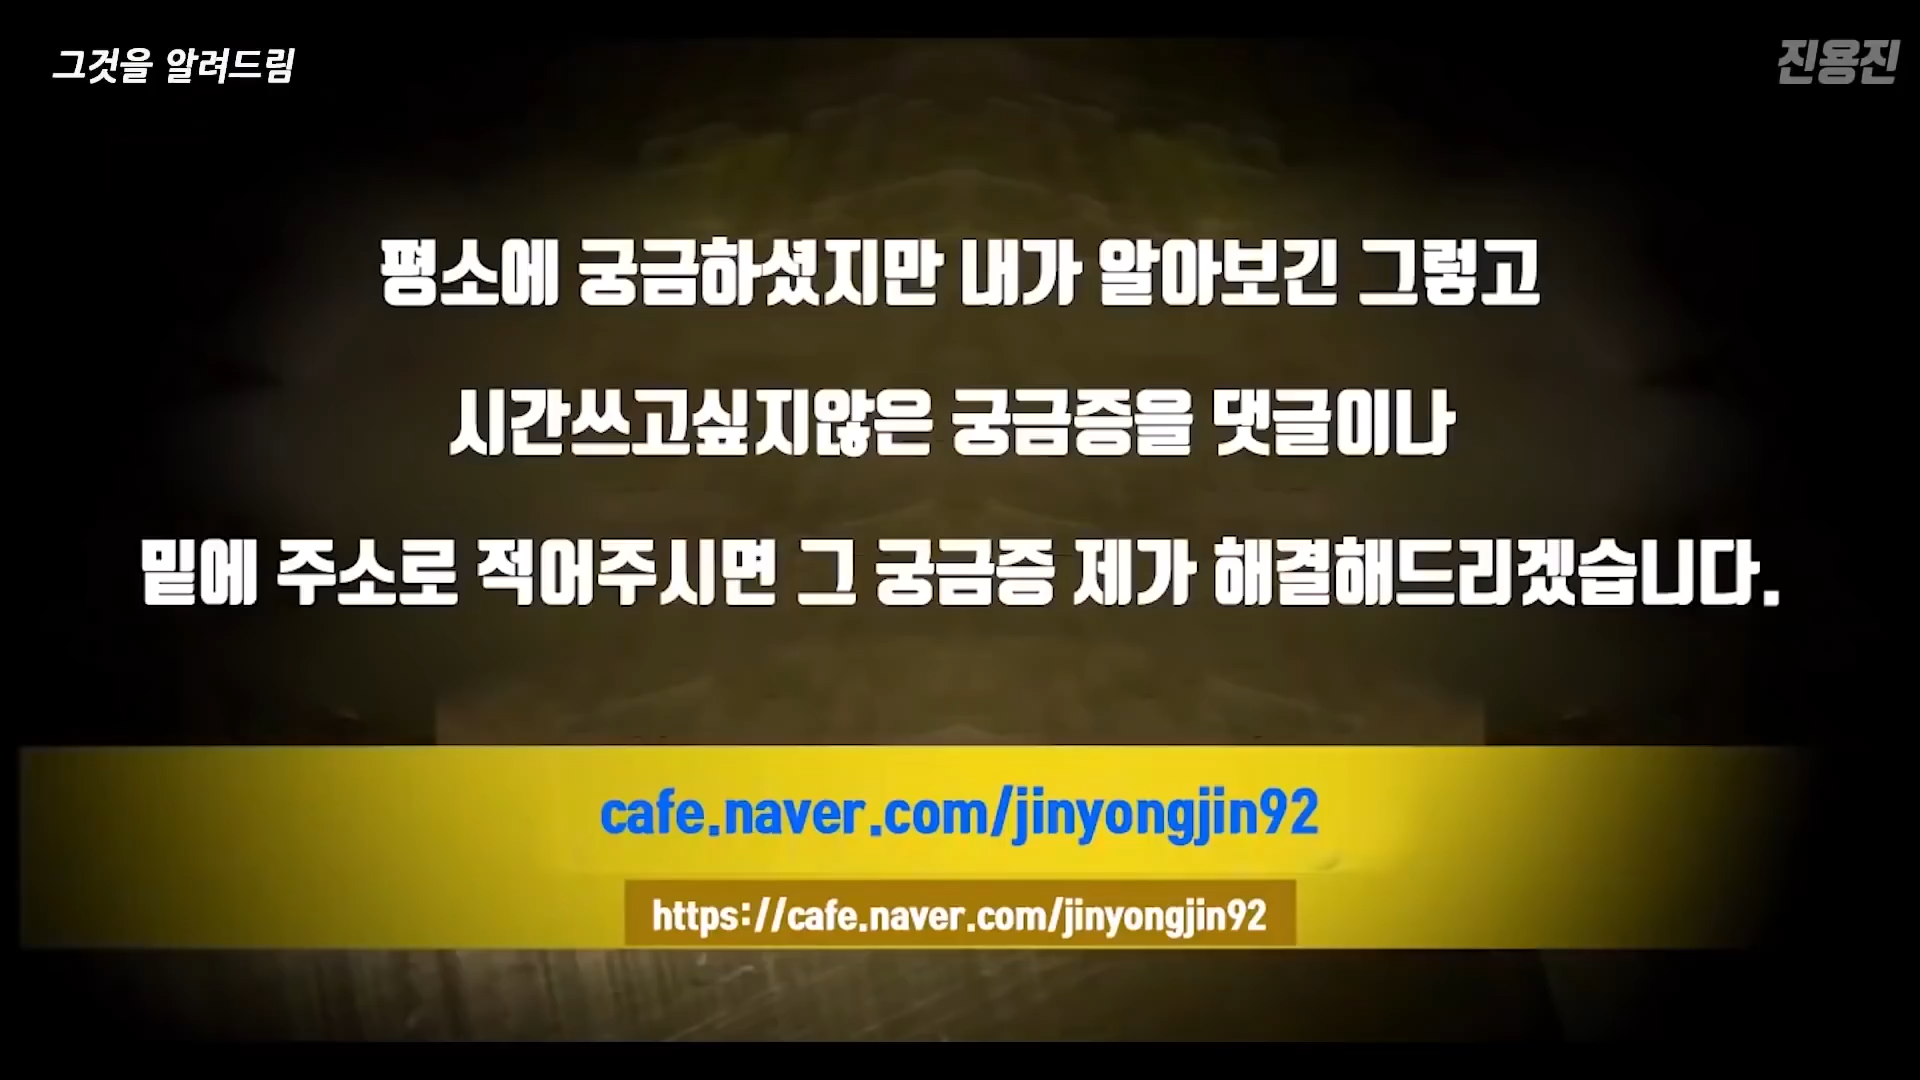 그것을 알려드림
진용진
평소에 궁금하셨지만 내가 알아보긴 그렇고
시간쓰고싶지않은 궁금증을 댓글이나
밑에 주소로 적어주시면 그 궁금증 제가 해결해드리겠습니다.
cafe.naver.com/jinyongjin92
https://cafe.naver.com/jinyongjin92